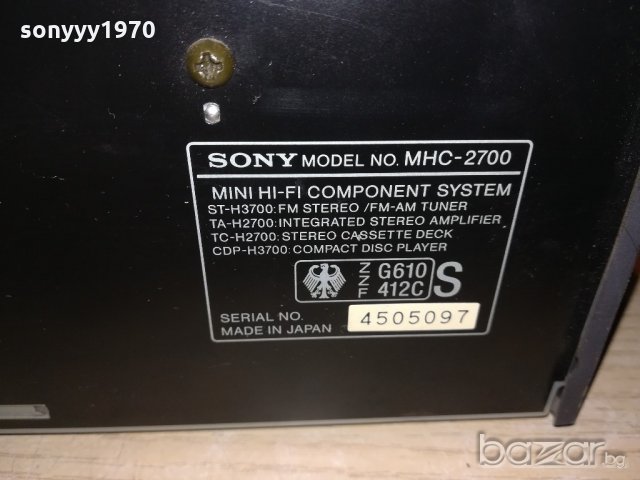 sonyyy1970
SONY MODEL NO. MHC-2700
MINI HI-FI COMPONENT SYSTEM
ST-H3700:FM STEREO /FM-AM TUNER
TA-H2700:INTEGRATED STEREO AMPLIFIER
TC-H2700:STEREO CASSETTE DECK
CDP-H3700:COMPACT DISC PLAYER
ZZF G610 412C S
SERIAL NO. 4505097
MADE IN JAPAN
bazar.bg